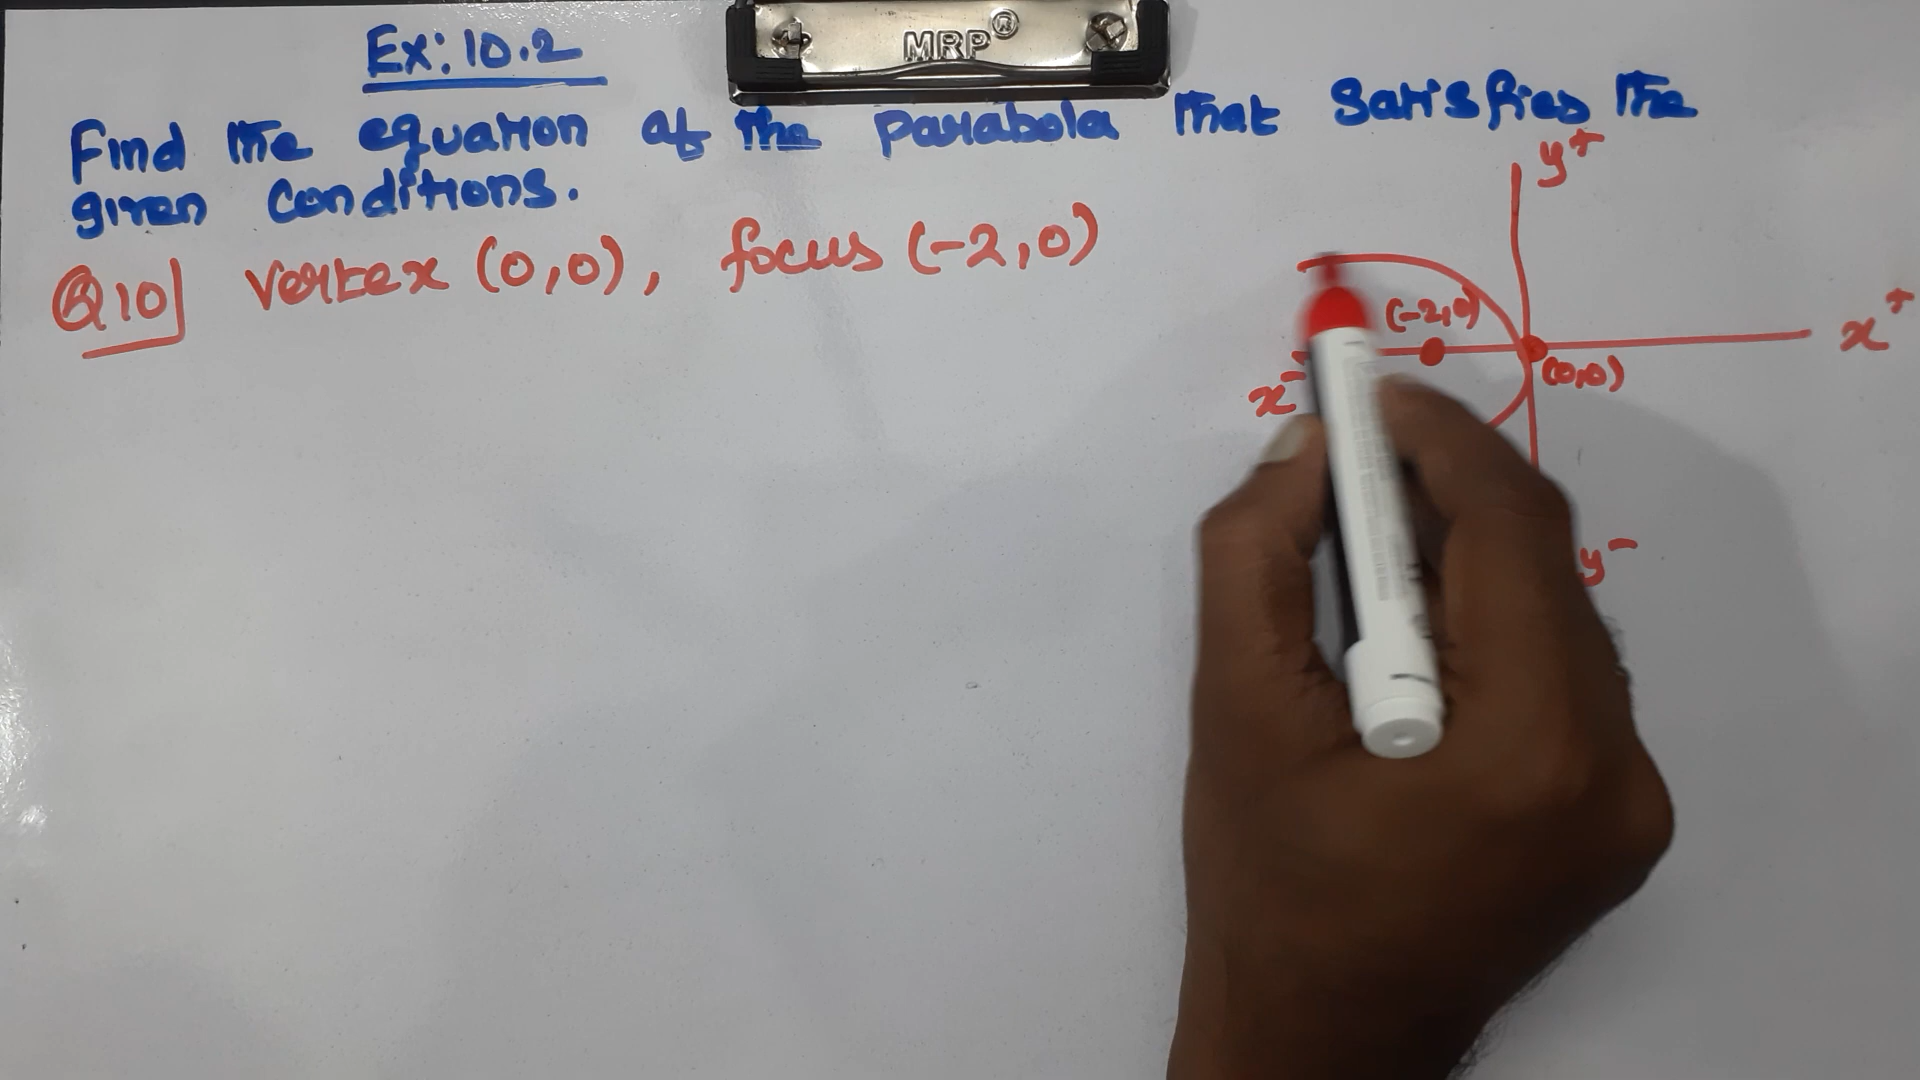 Ex: 10.2
MRP®
Find the equation of the parabola that satisfies the
given conditions.
Q10] vertex (0,0), focus (-2,0)
y+
(-2,0)
x+
(0,0)
x-
y-